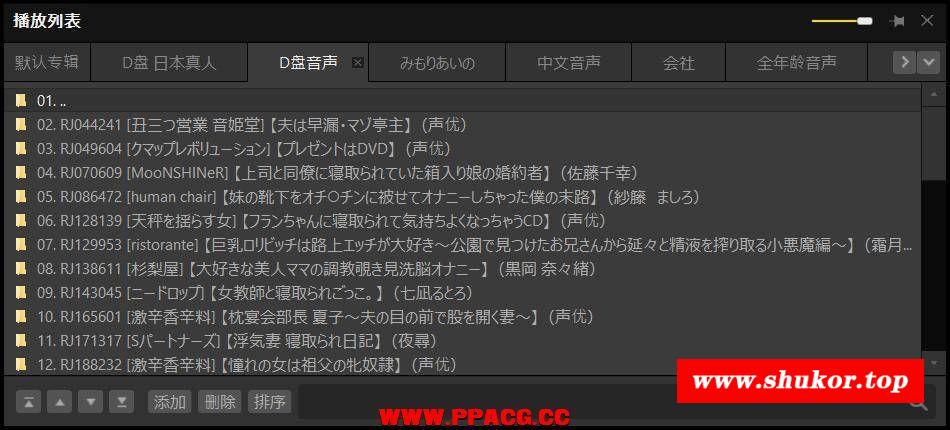 播放列表
默认专辑 D盘 日本真人 D盘音声 みもりあいの 中文音声 会社 全年龄音声
01. ..
02. RJ044241 [丑三つ営業 音姫堂] 【夫は早漏・マゾ亭主】 (声优)
03. RJ049604 [クマップレボリューション] 【プレゼントはDVD】 (声优)
04. RJ070609 [MooNSHINeR] 【上司と同僚に寝取られていた箱入り娘の婚約者】 (佐藤千幸)
05. RJ086472 [human chair] 【妹の靴下をオチ〇チンに被せてオナニーしちゃった僕の末路】 (紗藤 ましろ)
06. RJ128139 [天秤を揺らす女] 【フランちゃんに寝取られて気持ちよくなっちゃうCD】 (声优)
07. RJ129953 [ristorante] 【巨乳ロリビッチは路上エッチが大好き～公園で見つけたお兄さんから延々と精液を搾り取る小悪魔編～】 (霜月...
08. RJ138611 [杉梨屋] 【大好きな美人ママの調教覗き見洗脳オナニー】 (黒岡 奈々緒)
09. RJ143045 [ニードロップ] 【女教師と寝取られごっこ。】 (七凪るとろ)
10. RJ165601 [激辛香辛料] 【枕宴会部長 夏子～夫の目の前で股を開く妻～】 (声优)
11. RJ171317 [Sパートナーズ] 【浮気妻 寝取られ日記】 (夜尋)
12. RJ188232 [激辛香辛料] 【憧れの女は祖父の牝奴隷】 (声优)
www.shukor.top
添加 删除 排序
WWW.PPACG.CC